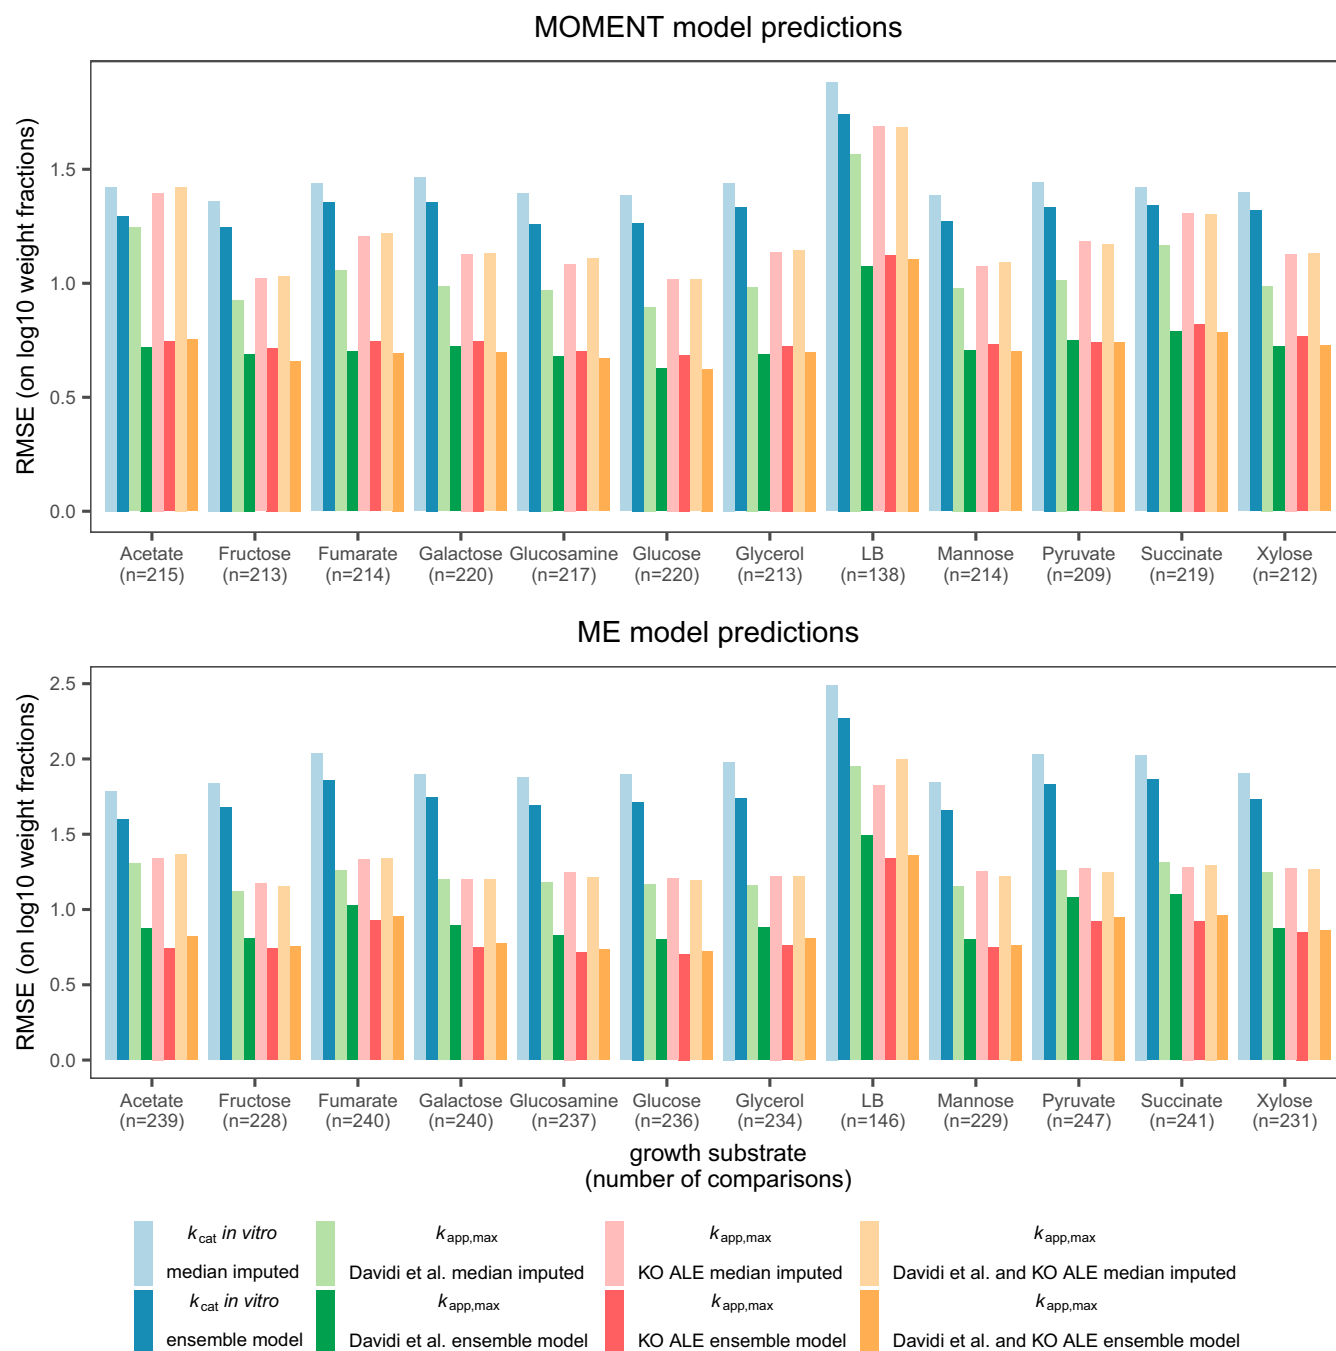 MOMENT model predictions
RMSE (on log10 weight fractions)
1.5
1.0
0.5
0.0
Acetate Fructose Fumarate Galactose Glucosamine Glucose Glycerol LB Mannose Pyruvate Succinate Xylose
(n=215) (n=213) (n=214) (n=220) (n=217) (n=220) (n=213) (n=138) (n=214) (n=209) (n=219) (n=212)
ME model predictions
RMSE (on log10 weight fractions)
2.5
2.0
1.5
1.0
0.5
0.0
Acetate Fructose Fumarate Galactose Glucosamine Glucose Glycerol LB Mannose Pyruvate Succinate Xylose
(n=239) (n=228) (n=240) (n=240) (n=237) (n=236) (n=234) (n=146) (n=229) (n=247) (n=241) (n=231)
growth substrate
(number of comparisons)
kcat in vitro kapp,max kapp,max kapp,max
median imputed Davidi et al. median imputed KO ALE median imputed Davidi et al. and KO ALE median imputed
kcat in vitro kapp,max kapp,max kapp,max
ensemble model Davidi et al. ensemble model KO ALE ensemble model Davidi et al. and KO ALE ensemble model